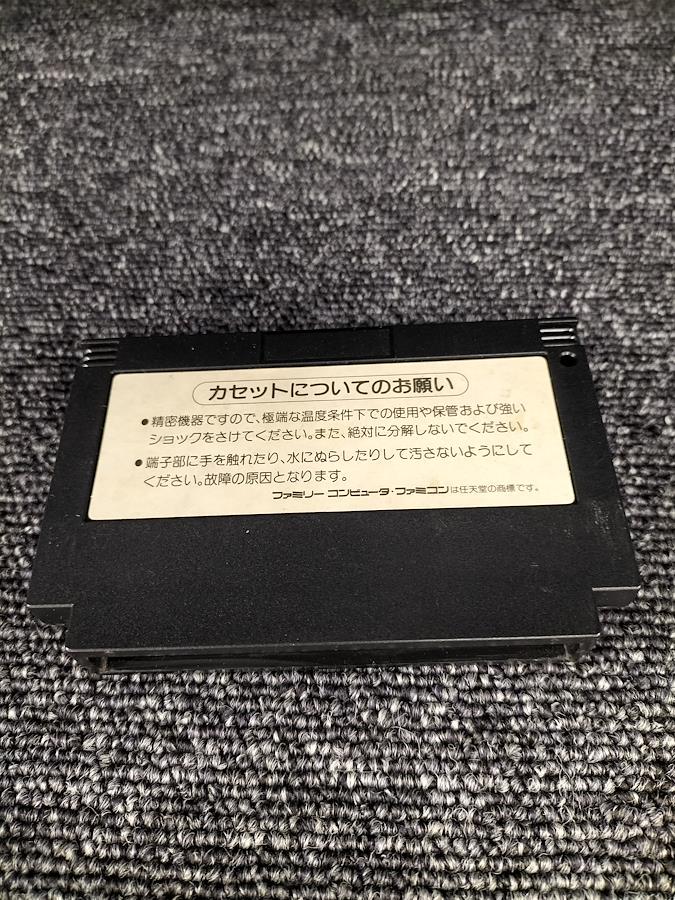 カセットについてのお願い
●精密機器ですので、極端な温度条件下での使用や保管および強い
ショックをさけてください。また、絶対に分解しないでください。
●端子部に手を触れたり、水にぬらしたりして汚さないようにして
ください。故障の原因となります。
ファミリー コンピュータ・ファミコンは任天堂の商標です。